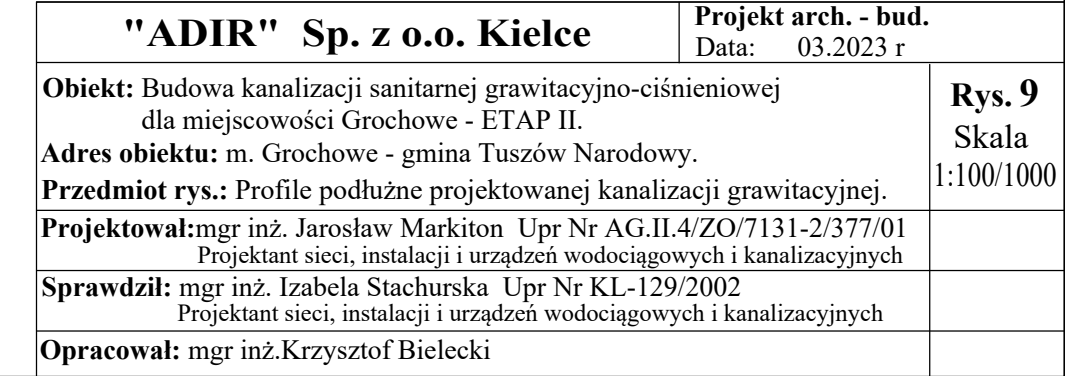 "ADIR" Sp. z o.o. Kielce
Projekt arch. - bud.
Data: 03.2023 r
Obiekt: Budowa kanalizacji sanitarnej grawitacyjno-ciśnieniowej
dla miejscowości Grochowe - ETAP II.
Adres obiektu: m. Grochowe - gmina Tuszów Narodowy.
Przedmiot rys.: Profile podłużne projektowanej kanalizacji grawitacyjnej.
Rys. 9
Skala
1:100/1000
Projektował:mgr inż. Jarosław Markiton Upr Nr AG.II.4/ZO/7131-2/377/01
Projektant sieci, instalacji i urządzeń wodociągowych i kanalizacyjnych
Sprawdził: mgr inż. Izabela Stachurska Upr Nr KL-129/2002
Projektant sieci, instalacji i urządzeń wodociągowych i kanalizacyjnych
Opracował: mgr inż.Krzysztof Bielecki